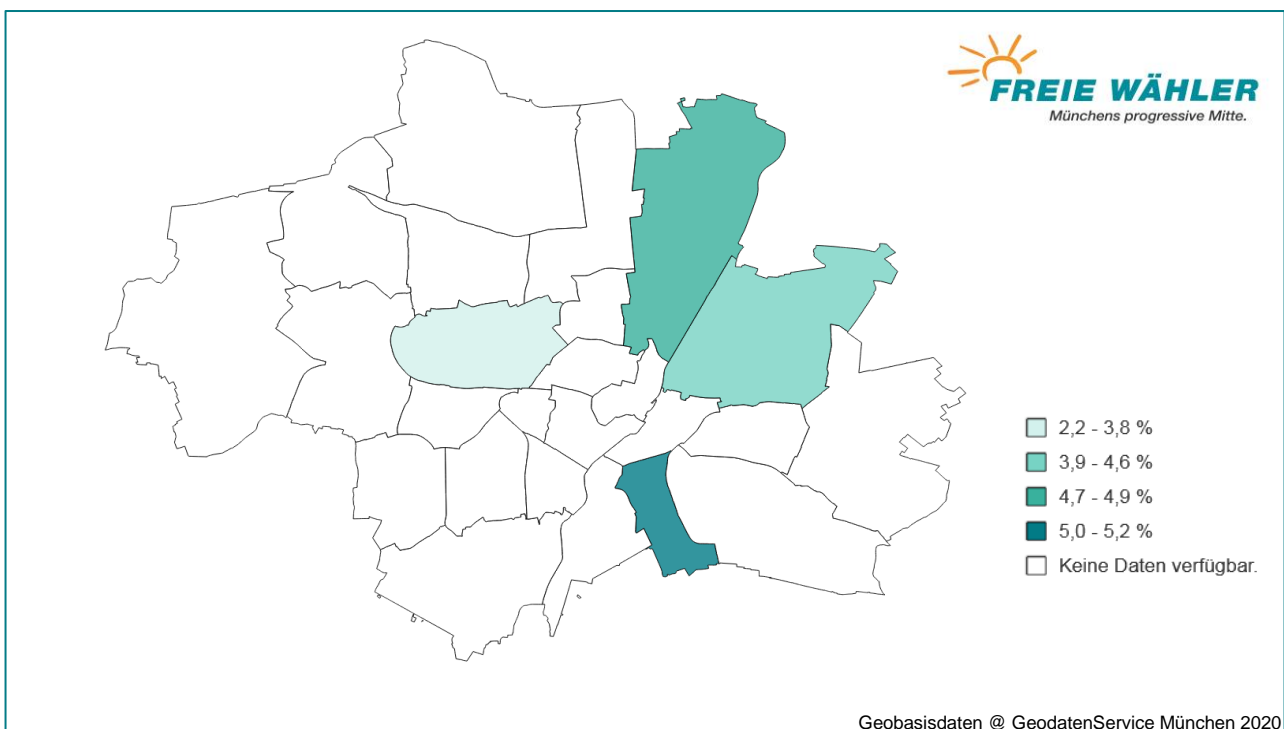 FREIE WÄHLER
Münchens progressive Mitte.
2,2 - 3,8 %
3,9 - 4,6 %
4,7 - 4,9 %
5,0 - 5,2 %
Keine Daten verfügbar.
Geobasisdaten @ GeodatenService München 2020